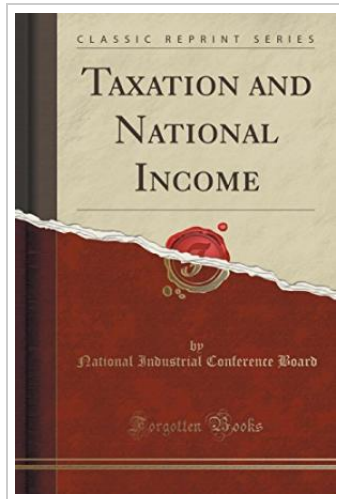 CLASSIC REPRINT SERIES
TAXATION AND
NATIONAL
INCOME
by
National Industrial Conference Board
Forgotten Books